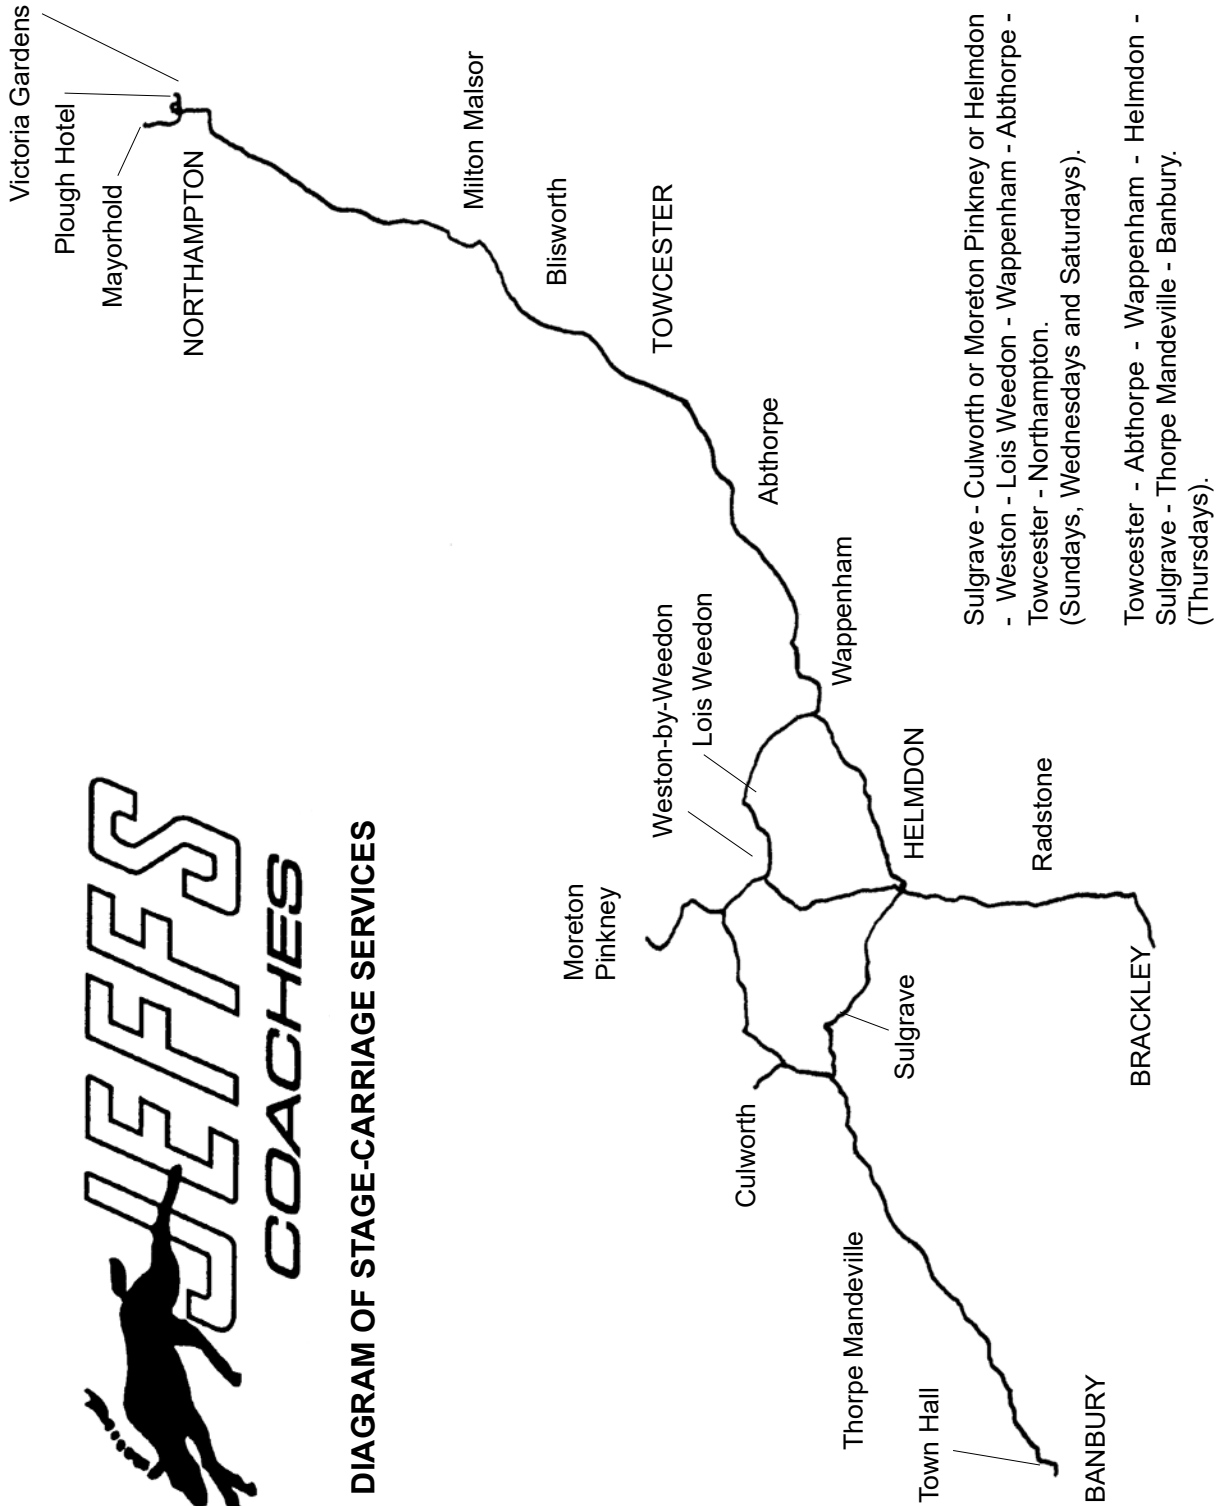 JEFFS
COACHES
DIAGRAM OF STAGE-CARRIAGE SERVICES
Victoria Gardens
Plough Hotel
Mayorhold
NORTHAMPTON
Milton Malsor
Blisworth
TOWCESTER
Abthorpe
Wappenham
Weston-by-Weedon
Lois Weedon
Moreton
Pinkney
HELMDON
Radstone
BRACKLEY
Sulgrave
Culworth
Thorpe Mandeville
Town Hall
BANBURY
Sulgrave - Culworth or Moreton Pinkney or Helmdon
- Weston - Lois Weedon - Wappenham - Abthorpe -
Towcester - Northampton.
(Sundays, Wednesdays and Saturdays).
Towcester - Abthorpe - Wappenham - Helmdon -
Sulgrave - Thorpe Mandeville - Banbury.
(Thursdays).